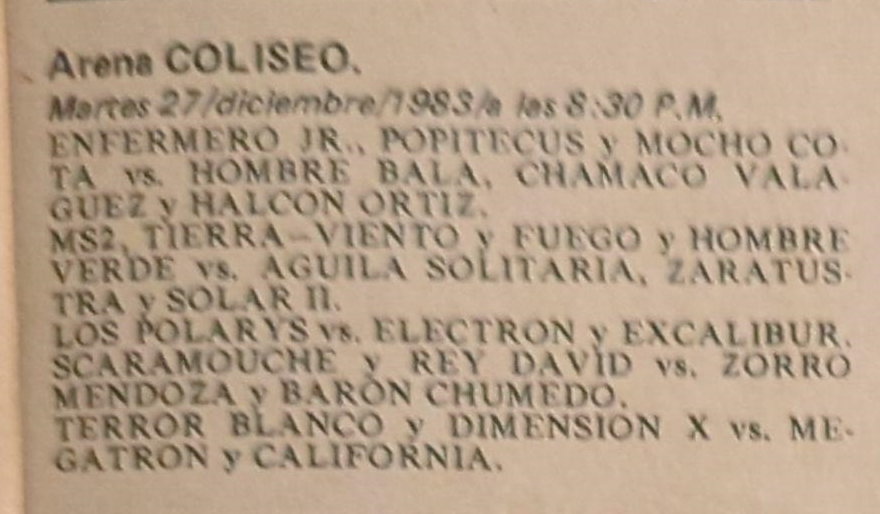 Arena COLISEO.
Martes 27/diciembre/1983/a las 8:30 P.M.
ENFERMERO JR., POPITECUS y MOCHO CO-
TA vs. HOMBRE BALA, CHAMACO VALA-
GUEZ y HALCON ORTIZ.
MS2, TIERRA-VIENTO y FUEGO y HOMBRE
VERDE vs. AGUILA SOLITARIA, ZARATUS-
TRA y SOLAR II.
LOS POLARYS vs. ELECTRON y EXCALIBUR.
SCARAMOUCHE y REY DAVID vs. ZORRO
MENDOZA y BARON CHUMEDO.
TERROR BLANCO y DIMENSION X vs. ME-
GATRON y CALIFORNIA.